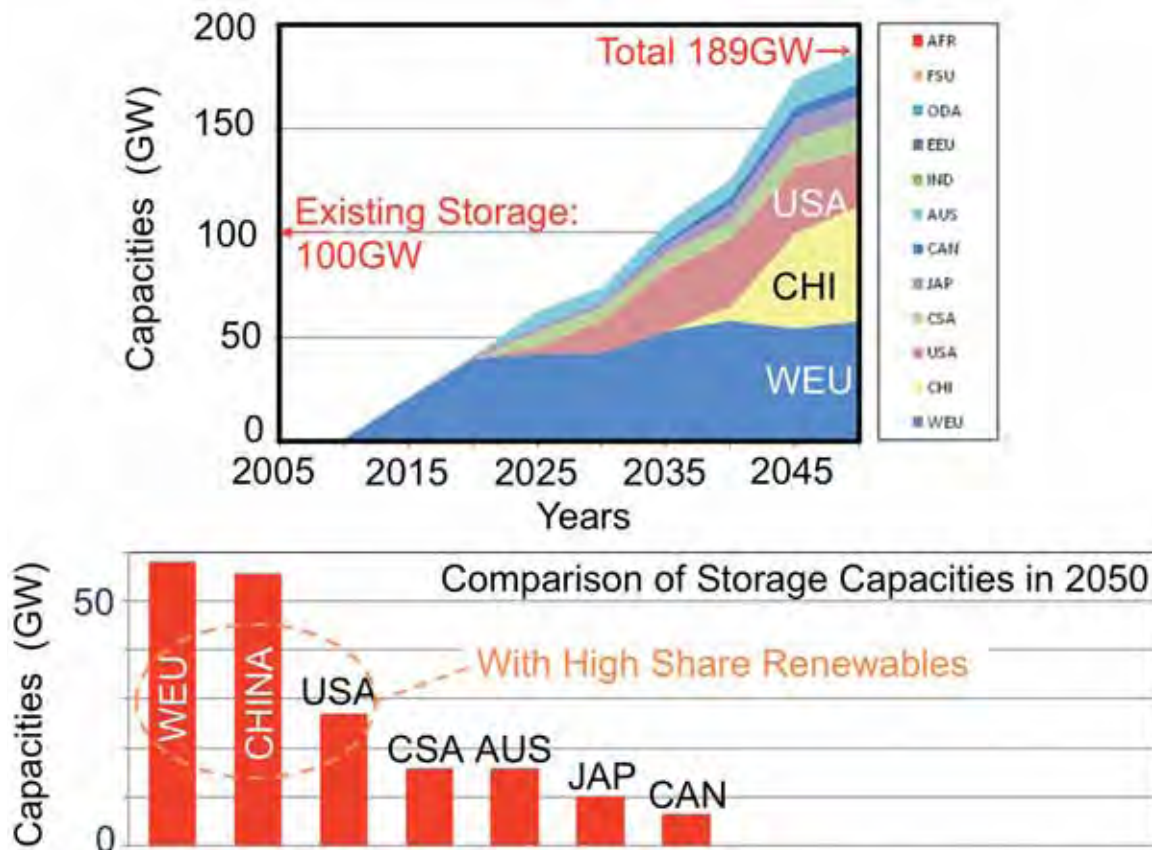 200
150
100
50
0
Capacities (GW)
Total 189GW→
Existing Storage:
100GW
USA
CHI
WEU
2005
2015
2025
2035
2045
Years
AFR
FSU
ODA
EEU
IND
AUS
CAN
JAP
CSA
USA
CHI
WEU
Comparison of Storage Capacities in 2050
Capacities (GW)
50
0
With High Share Renewables
WEU
CHINA
USA
CSA
AUS
JAP
CAN